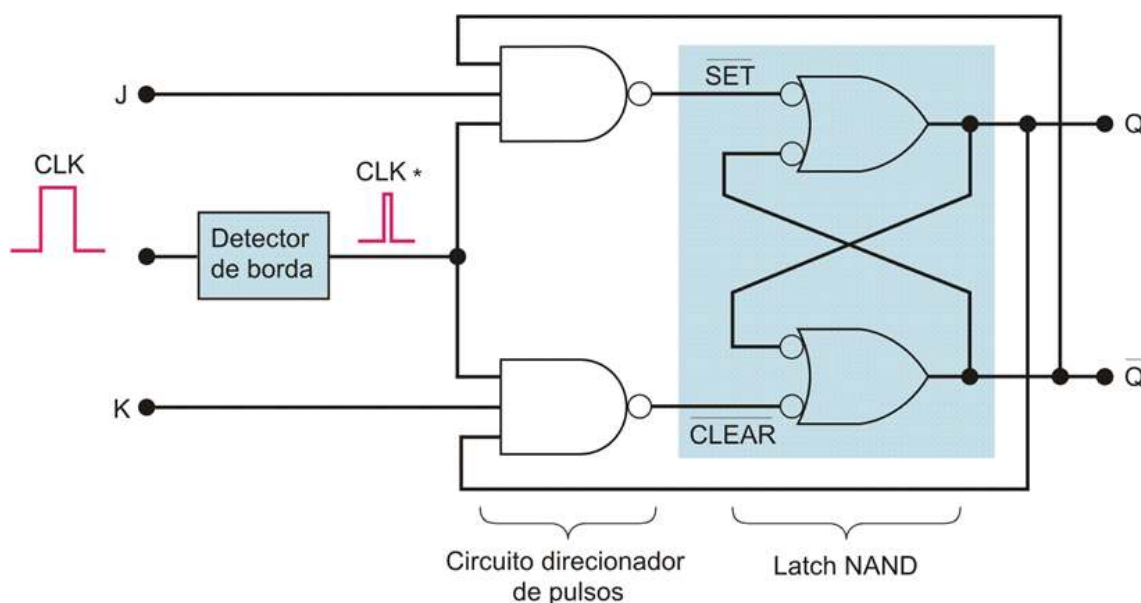 J
CLK
CLK *
Detector
de borda
K
SET
CLEAR
Q
Q
Circuito direcionador
de pulsos
Latch NAND